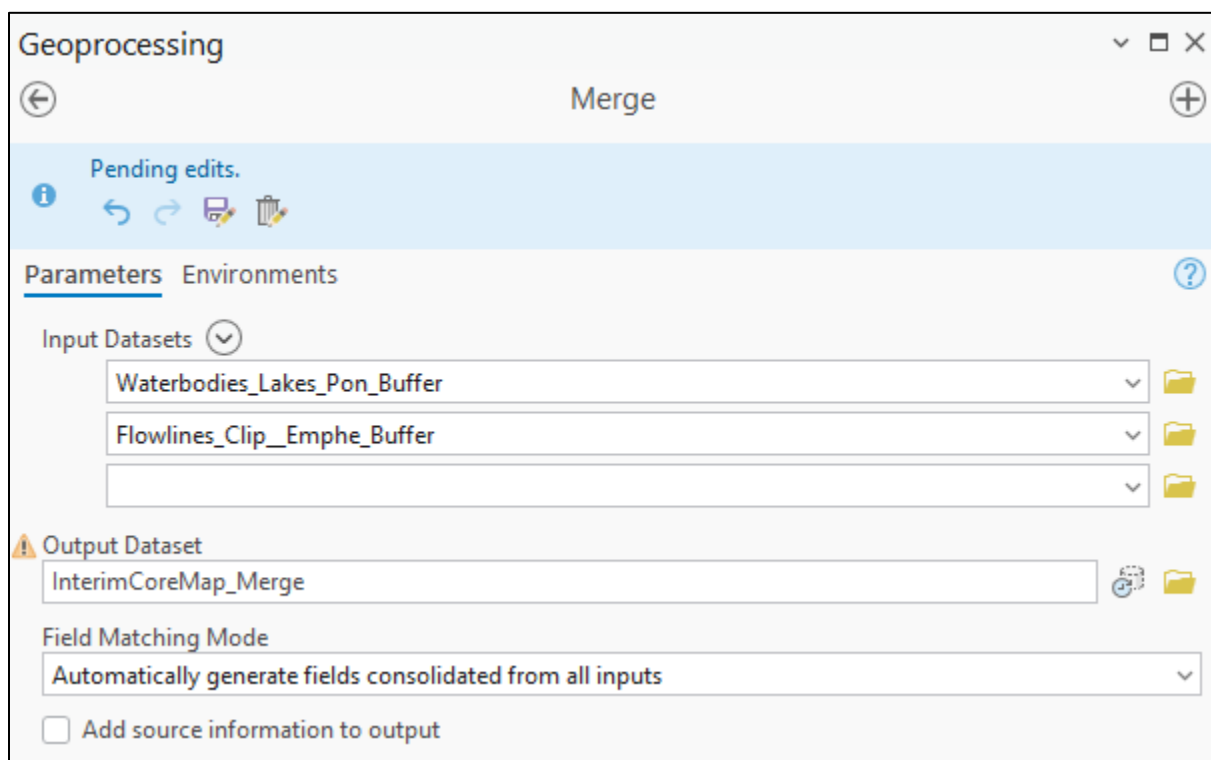 Geoprocessing
Merge
Pending edits.
Parameters Environments
Input Datasets
Waterbodies_Lakes_Pon_Buffer
Flowlines_Clip__Emphe_Buffer
Output Dataset
InterimCoreMap_Merge
Field Matching Mode
Automatically generate fields consolidated from all inputs
Add source information to output